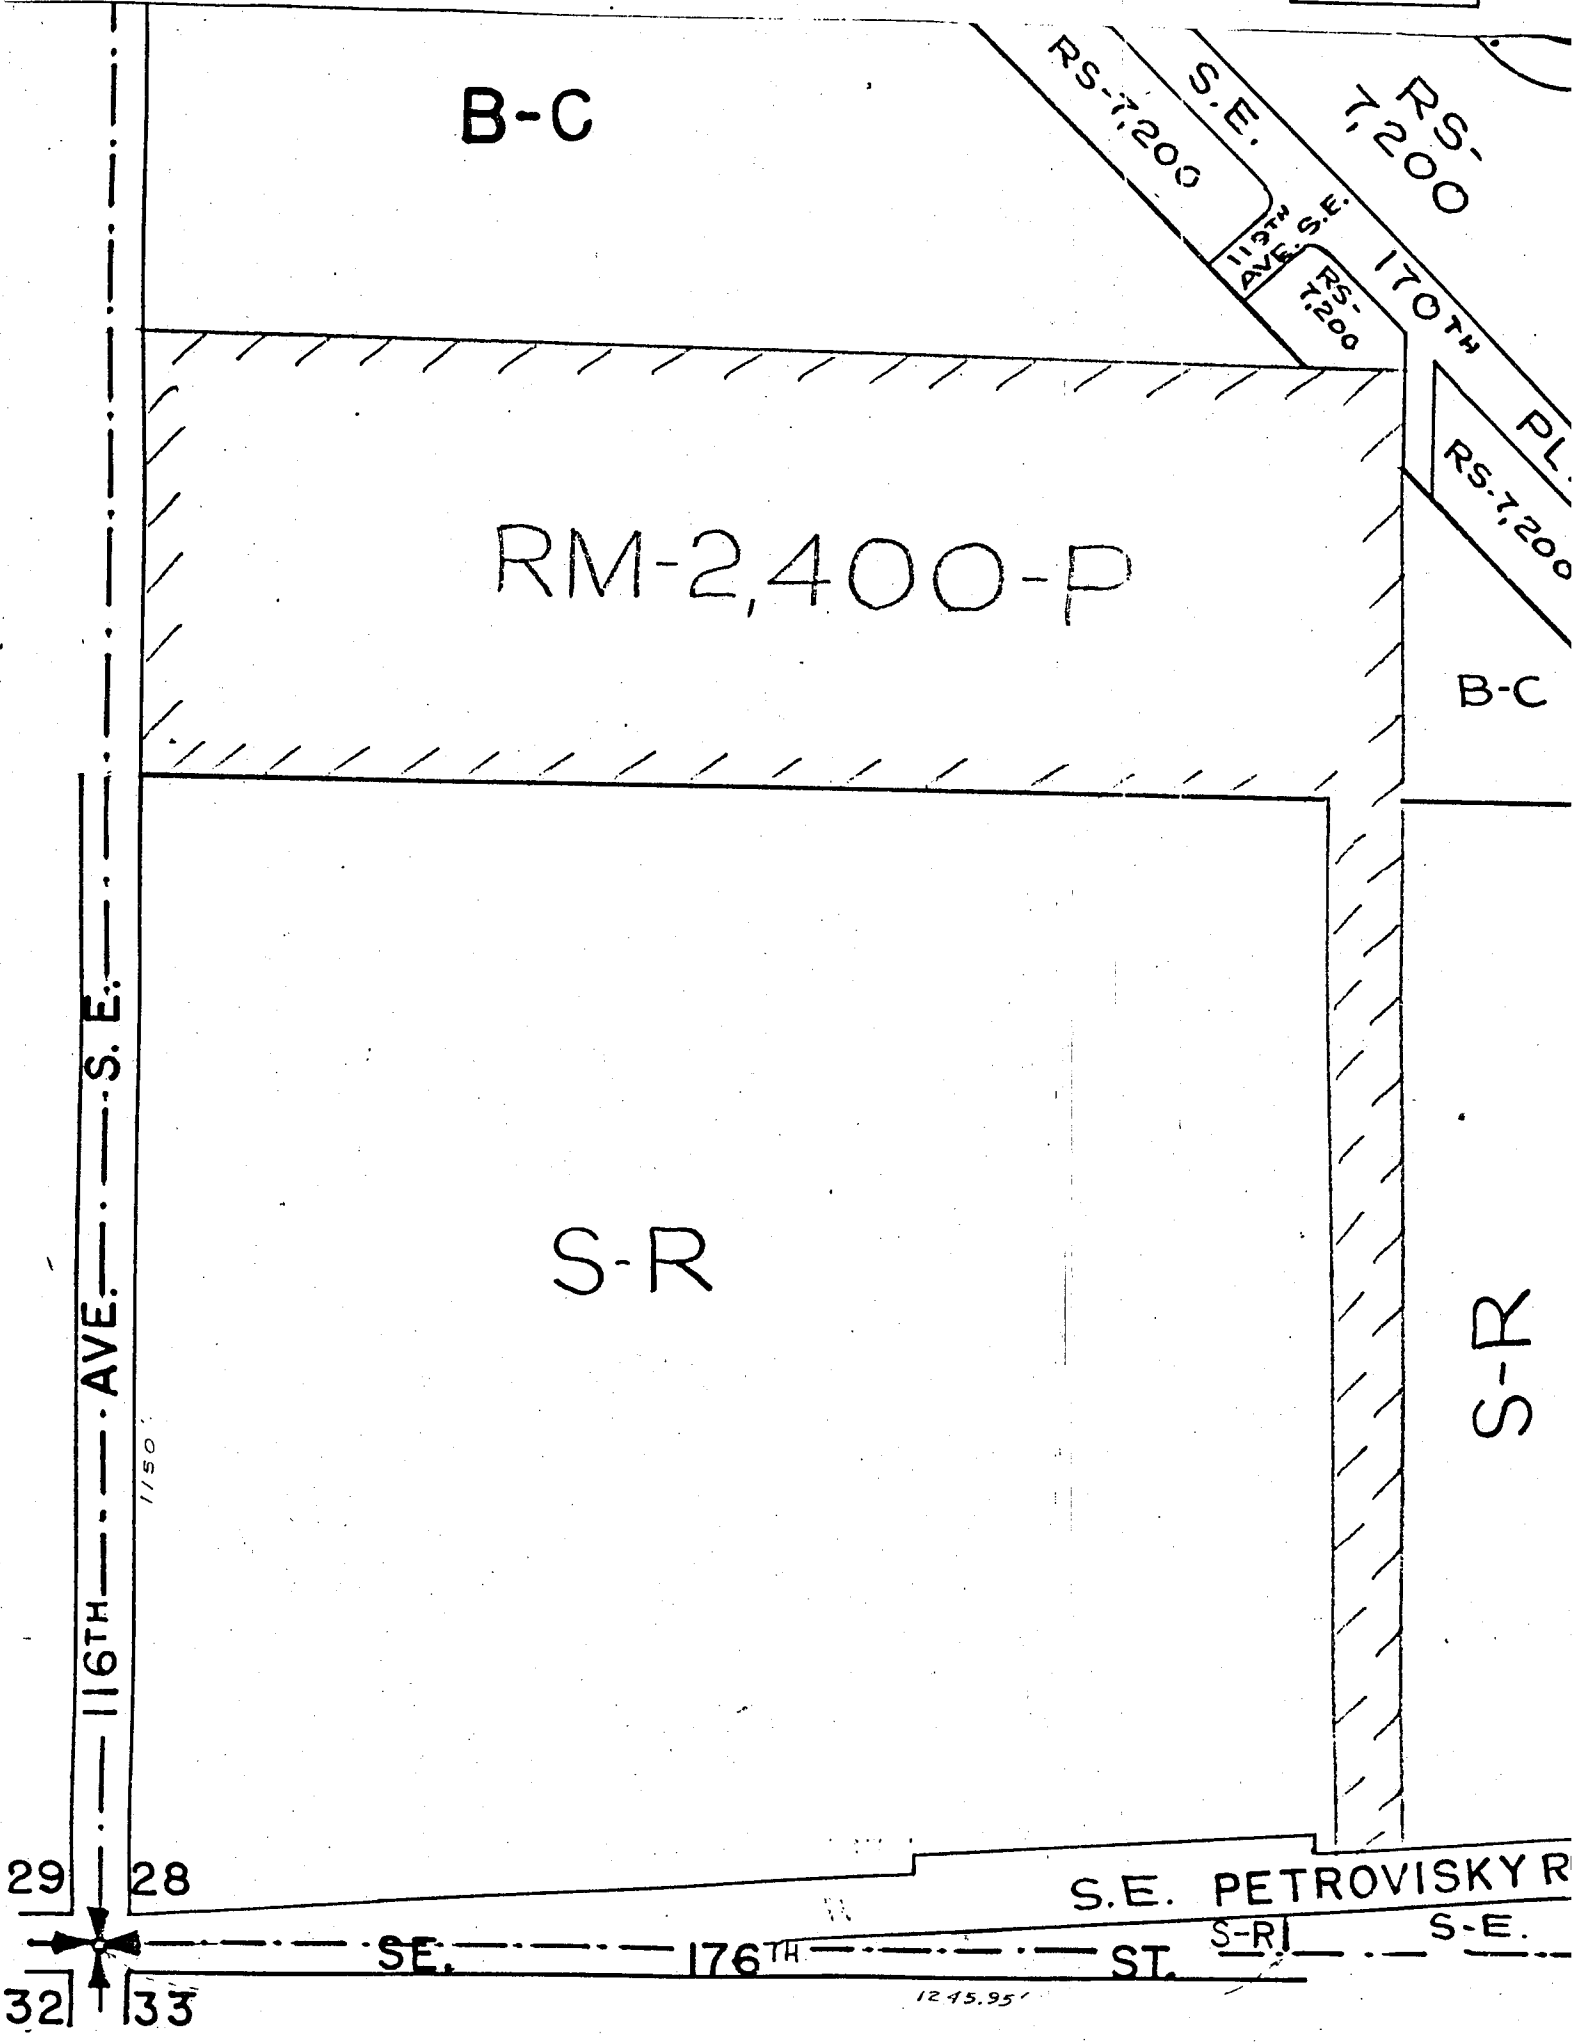 B-C
RS-7,200
S.E. 170TH PL.
RS-
7,200
119TH
AVE. S.E.
RS-
7,200
RS-7,200
RM-2,400-P
B-C
S-R
S-R
116TH AVE. S. E.
1150'
29 28
S.E. PETROVISKY R
S-R S-E.
SE. 176TH ST.
32 33
1245.95'